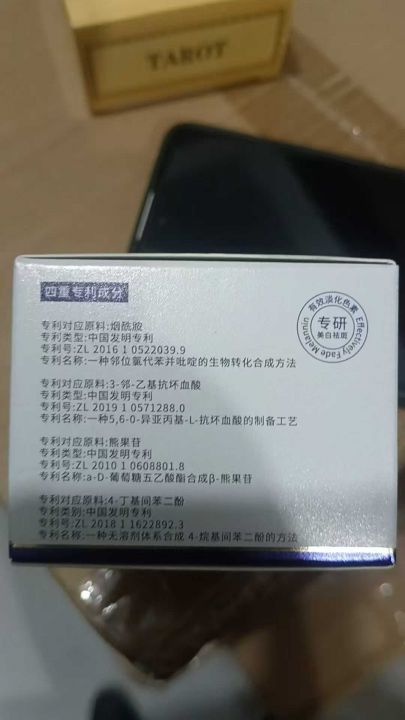 TAROT
四重专利成分
有效淡化色素
专研
美白祛斑
Effectively Fade Melanin
专利对应原料:烟酰胺
专利类型:中国发明专利
专利号:ZL 2016 1 0522039.9
专利名称:一种邻位氯代苯并吡啶的生物转化合成方法
专利对应原料:3-邻-乙基抗坏血酸
专利类型:中国发明专利
专利号:ZL 2019 1 0571288.0
专利名称:一种5,6-0-异亚丙基-L-抗坏血酸的制备工艺
专利对应原料:熊果苷
专利类型:中国发明专利
专利号:ZL 2010 1 0608801.8
专利名称:a-D-葡萄糖五乙酸酯合成β-熊果苷
专利对应原料:4-丁基间苯二酚
专利类别:中国发明专利
专利号:ZL 2018 1 1622892.3
专利名称:一种无溶剂体系合成 4-烷基间苯二酚的方法